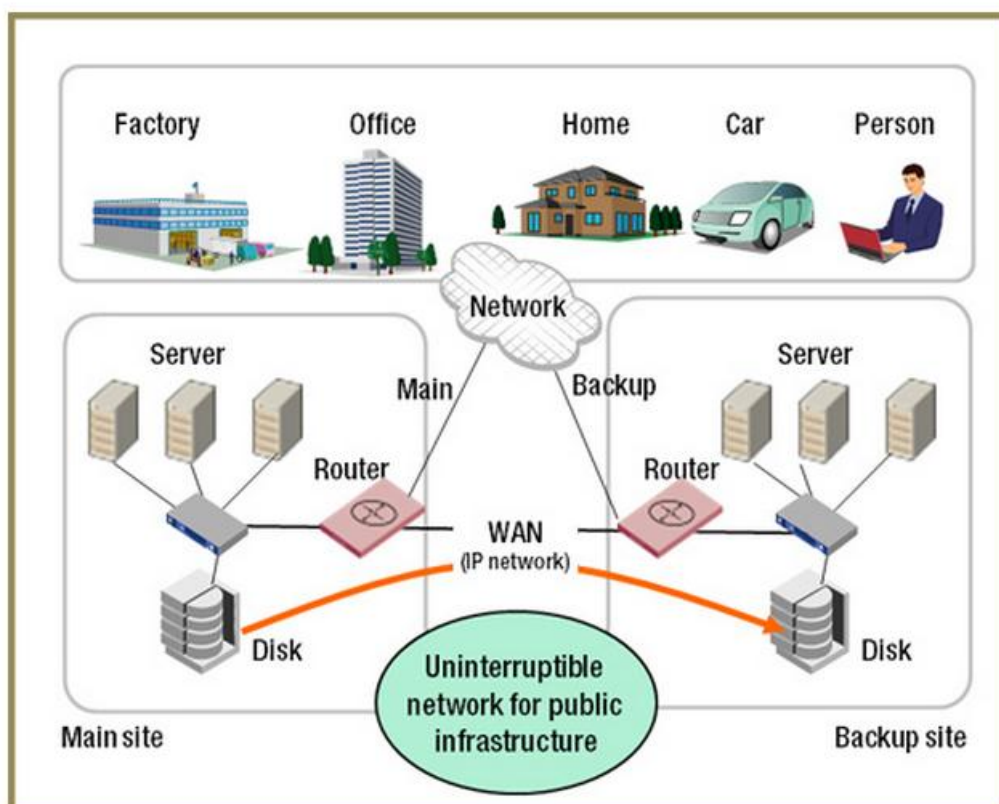 Factory
Office
Home
Car
Person
Network
Server
Main
Backup
Server
Router
Router
WAN
(IP network)
Disk
Disk
Uninterruptible
network for public
infrastructure
Main site
Backup site